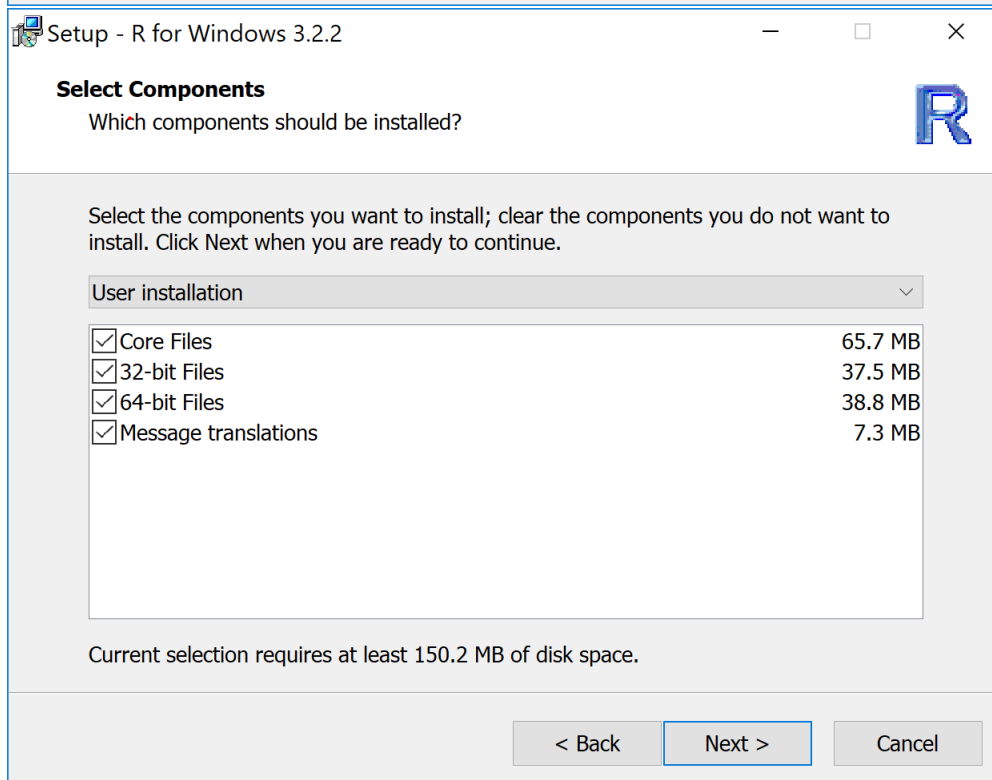 Setup - R for Windows 3.2.2
Select Components
Which components should be installed?
R
Select the components you want to install; clear the components you do not want to
install. Click Next when you are ready to continue.
User installation
Core Files 65.7 MB
32-bit Files 37.5 MB
64-bit Files 38.8 MB
Message translations 7.3 MB
Current selection requires at least 150.2 MB of disk space.
< Back Next > Cancel